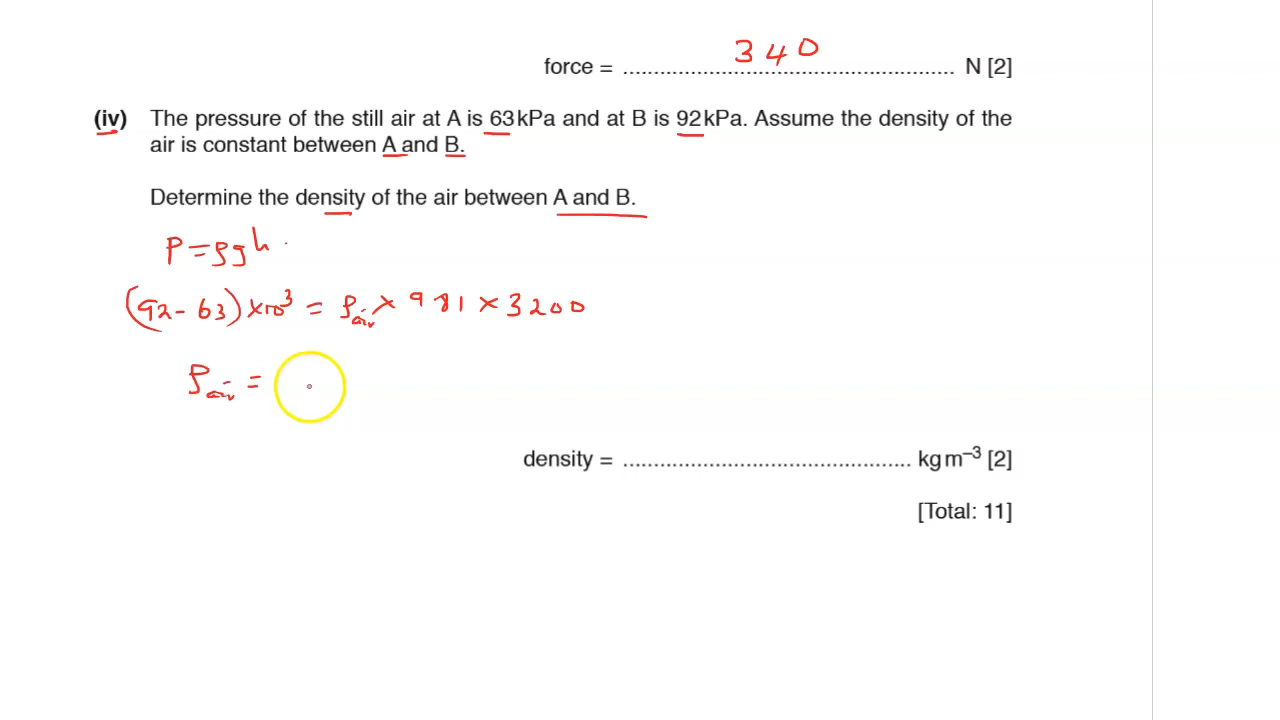 340
force = ........................................................ N [2]
(iv) The pressure of the still air at A is 63 kPa and at B is 92 kPa. Assume the density of the
air is constant between A and B.
Determine the density of the air between A and B.
P = ρgh
(92 - 63) × 10³ = ρair × 981 × 3200
ρair =
density = ................................................ kg m⁻³ [2]
[Total: 11]